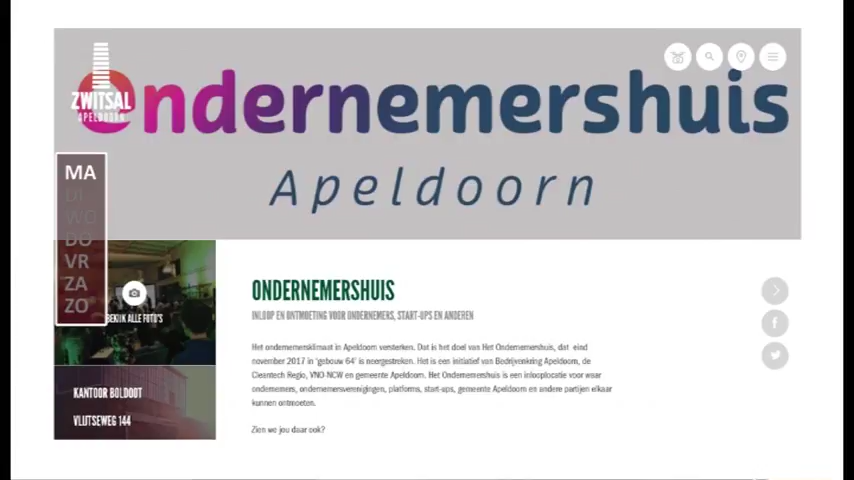 ondernemershuis
ZWITSAL
APELDOORN
Apeldoorn
MA
DI
WO
DO
VR
ZA
ZO
BEKIJK ALLE FOTO'S
KANTOOR BOLDOOT
VLIJTSEWEG 144
ONDERNEMERSHUIS
INLOOP EN ONTMOETING VOOR ONDERNEMERS, START-UPS EN ANDEREN
Het ondernemersklimaat in Apeldoorn versterken. Dat is het doel van Het Ondernemershuis, dat eind
november 2017 in 'gebouw 64' is neergestreken. Het is een initiatief van Bedrijvenkring Apeldoorn, de
Cleantech Regio, VNO-NCW en gemeente Apeldoorn. Het Ondernemershuis is een inlooplocatie voor waar
ondernemers, ondernemersverenigingen, platforms, start-ups, gemeente Apeldoorn en andere partijen elkaar
kunnen ontmoeten.
Zien we jou daar ook?